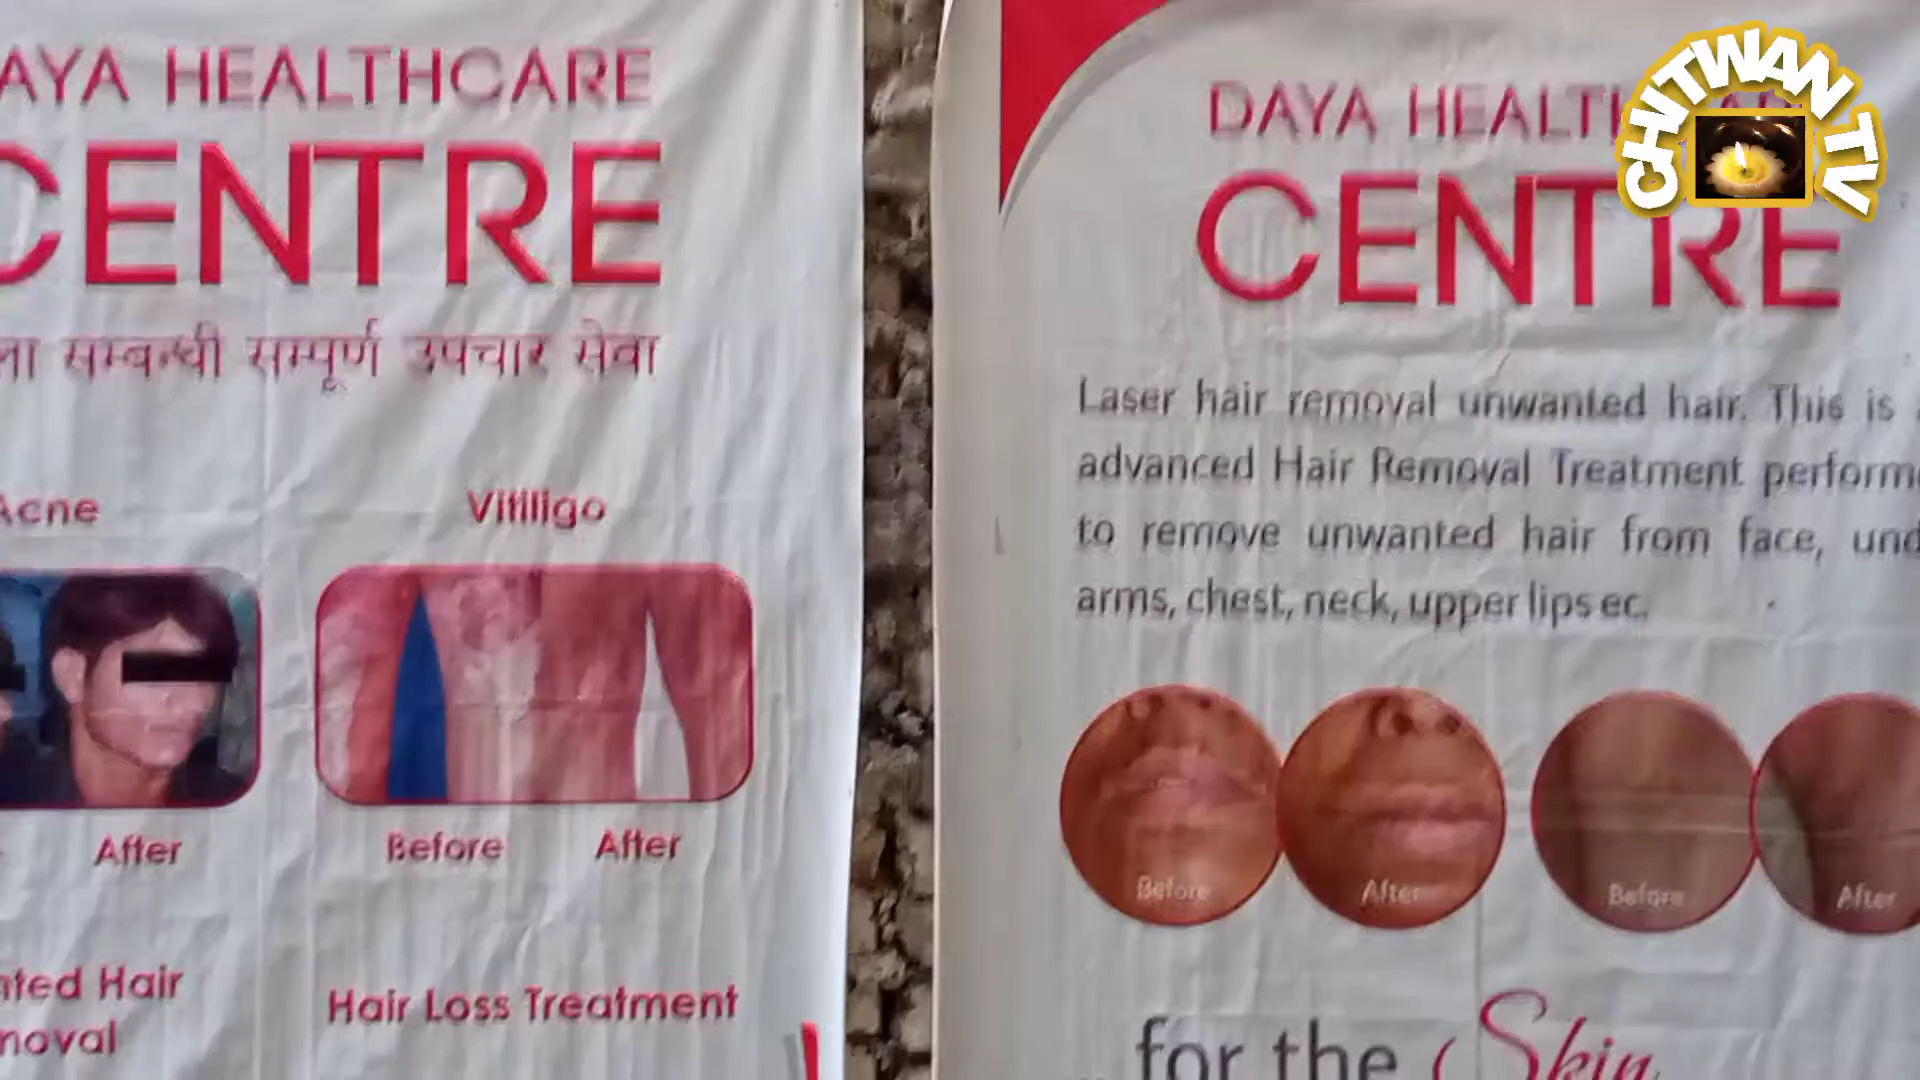 AYA HEALTHCARE
CENTRE
ला सम्बन्धी सम्पूर्ण उपचार सेवा
Acne
Vitiligo
After
Before
After
nted Hair
moval
Hair Loss Treatment
DAYA HEALTH
CENTRE
Laser hair removal unwanted hair. This is
advanced Hair Removal Treatment perform
to remove unwanted hair from face, und
arms, chest, neck, upper lips ec.
Before
After
Before
After
for the Skin
CHITWAN TV